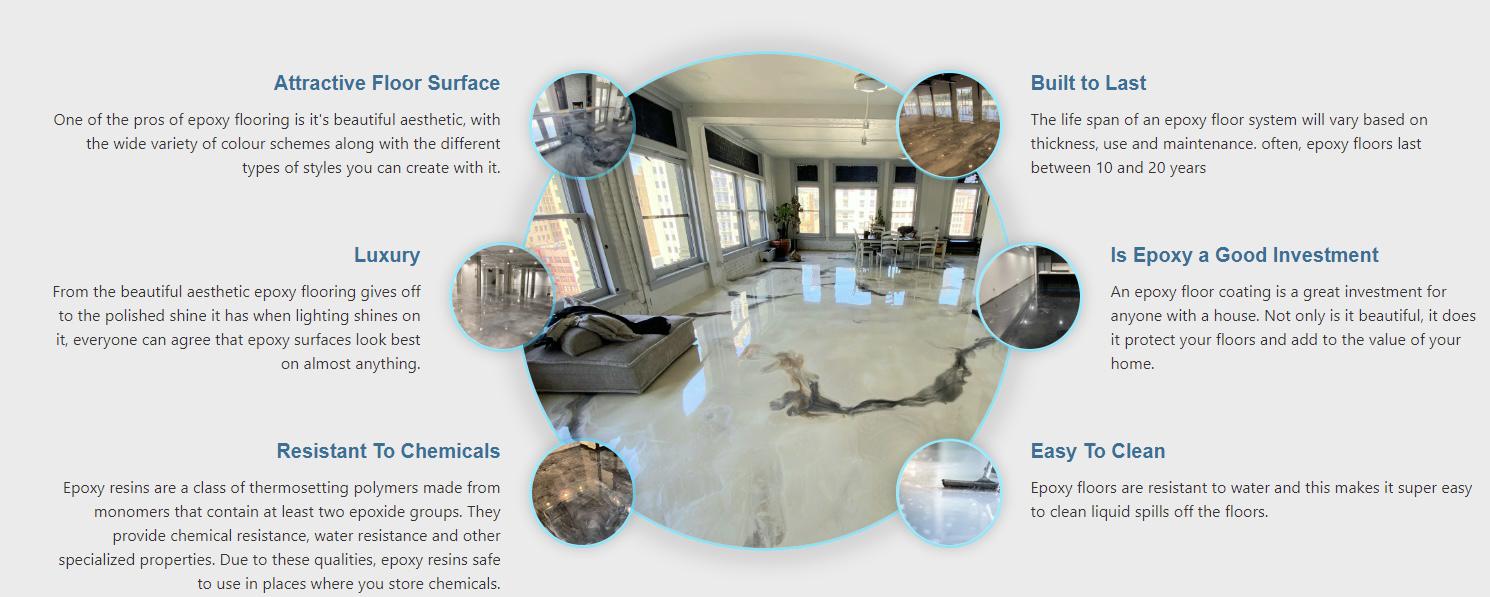 Attractive Floor Surface
One of the pros of epoxy flooring is it's beautiful aesthetic, with
the wide variety of colour schemes along with the different
types of styles you can create with it.
Luxury
From the beautiful aesthetic epoxy flooring gives off
to the polished shine it has when lighting shines on
it, everyone can agree that epoxy surfaces look best
on almost anything.
Resistant To Chemicals
Epoxy resins are a class of thermosetting polymers made from
monomers that contain at least two epoxide groups. They
provide chemical resistance, water resistance and other
specialized properties. Due to these qualities, epoxy resins safe
to use in places where you store chemicals.
Built to Last
The life span of an epoxy floor system will vary based on
thickness, use and maintenance. often, epoxy floors last
between 10 and 20 years
Is Epoxy a Good Investment
An epoxy floor coating is a great investment for
anyone with a house. Not only is it beautiful, it does
it protect your floors and add to the value of your
home.
Easy To Clean
Epoxy floors are resistant to water and this makes it super easy
to clean liquid spills off the floors.